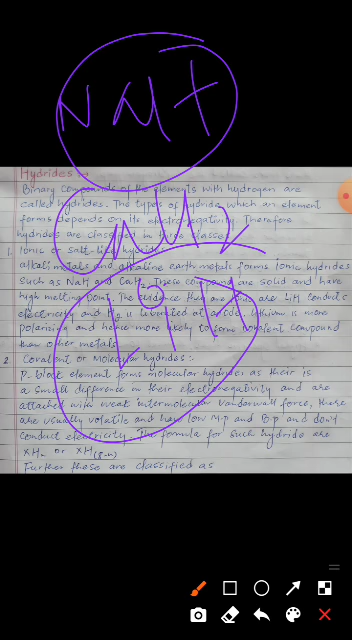 Nat
Hydrides :-
Binary compounds of the elements with hydrogen are
called hydrides. The types of hydride which an element
forms depends on its electronegativity. Therefore
hydrides are classified in three classes
1. Ionic or salt-like hydrides
alkali metals and alkaline earth metals forms ionic hydrides
such as NaH and CaH2. These compound are solid and have
high melting point. The evidence that are like LiH conducts
electricity and H2 is liberated at anode. Lithium is more
polarising and hence more likely to some covalent compound
than other metals
2 Covalent or Molecular hydrides :-
P-block element forms molecular hydrides as their is
a small difference in their electronegativity and are
attached with weak intermolecular Vanderwall force, these
are usually volatile and have low M.p and B.p and don't
conduct electricity. The formula for such hydride are
XHn or XH(8-n)
Further these are classified as